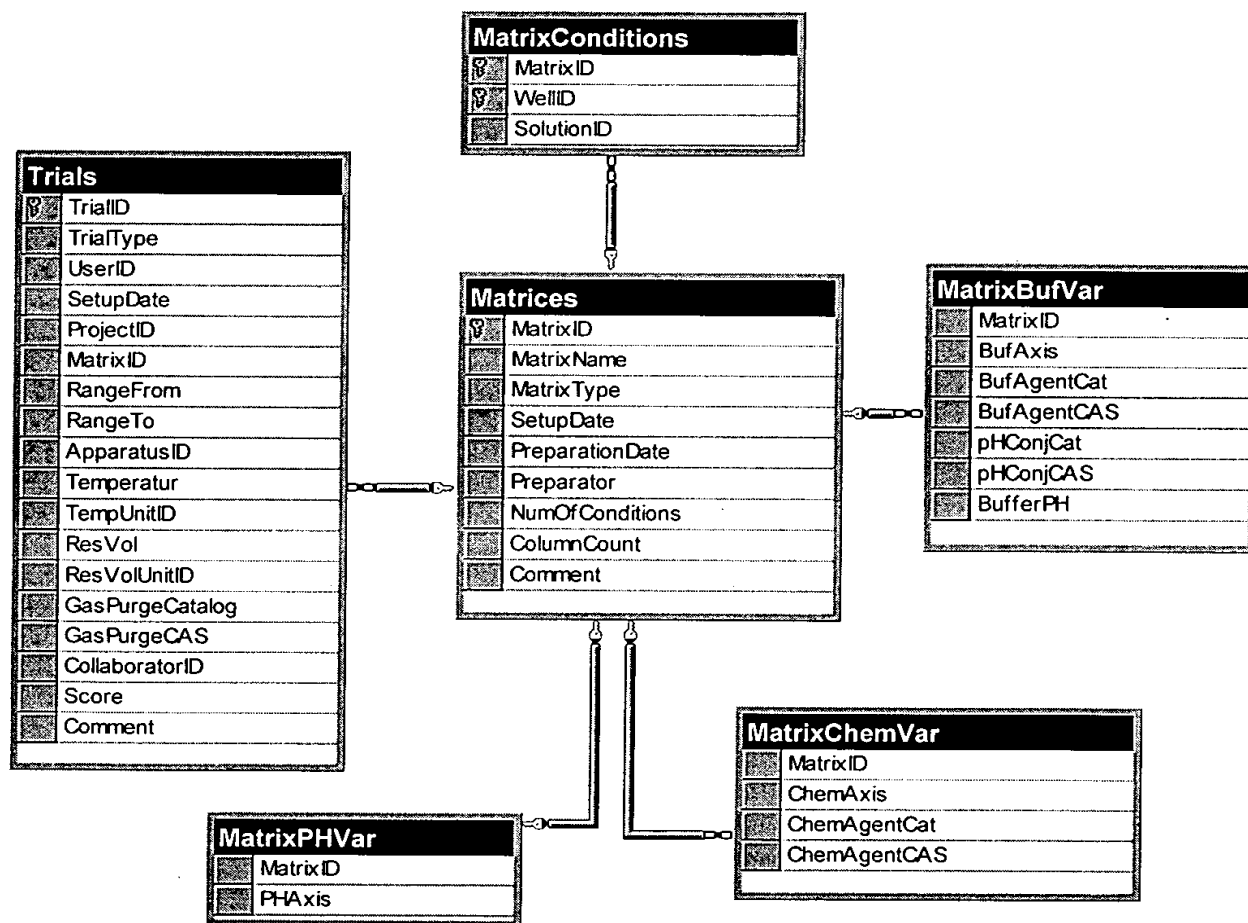 MatrixConditions
MatrixID
WellID
SolutionID
Trials
TrialID
TrialType
UserID
SetupDate
ProjectID
MatrixID
RangeFrom
RangeTo
ApparatusID
Temperatur
TempUnitID
ResVol
ResVolUnitID
GasPurgeCatalog
GasPurgeCAS
CollaboratorID
Score
Comment
Matrices
MatrixID
MatrixName
MatrixType
SetupDate
PreparationDate
Preparator
NumOfConditions
ColumnCount
Comment
MatrixBufVar
MatrixID
BufAxis
BufAgentCat
BufAgentCAS
pHConjCat
pHConjCAS
BufferPH
MatrixPHVar
MatrixID
PHAxis
MatrixChemVar
MatrixID
ChemAxis
ChemAgentCat
ChemAgentCAS